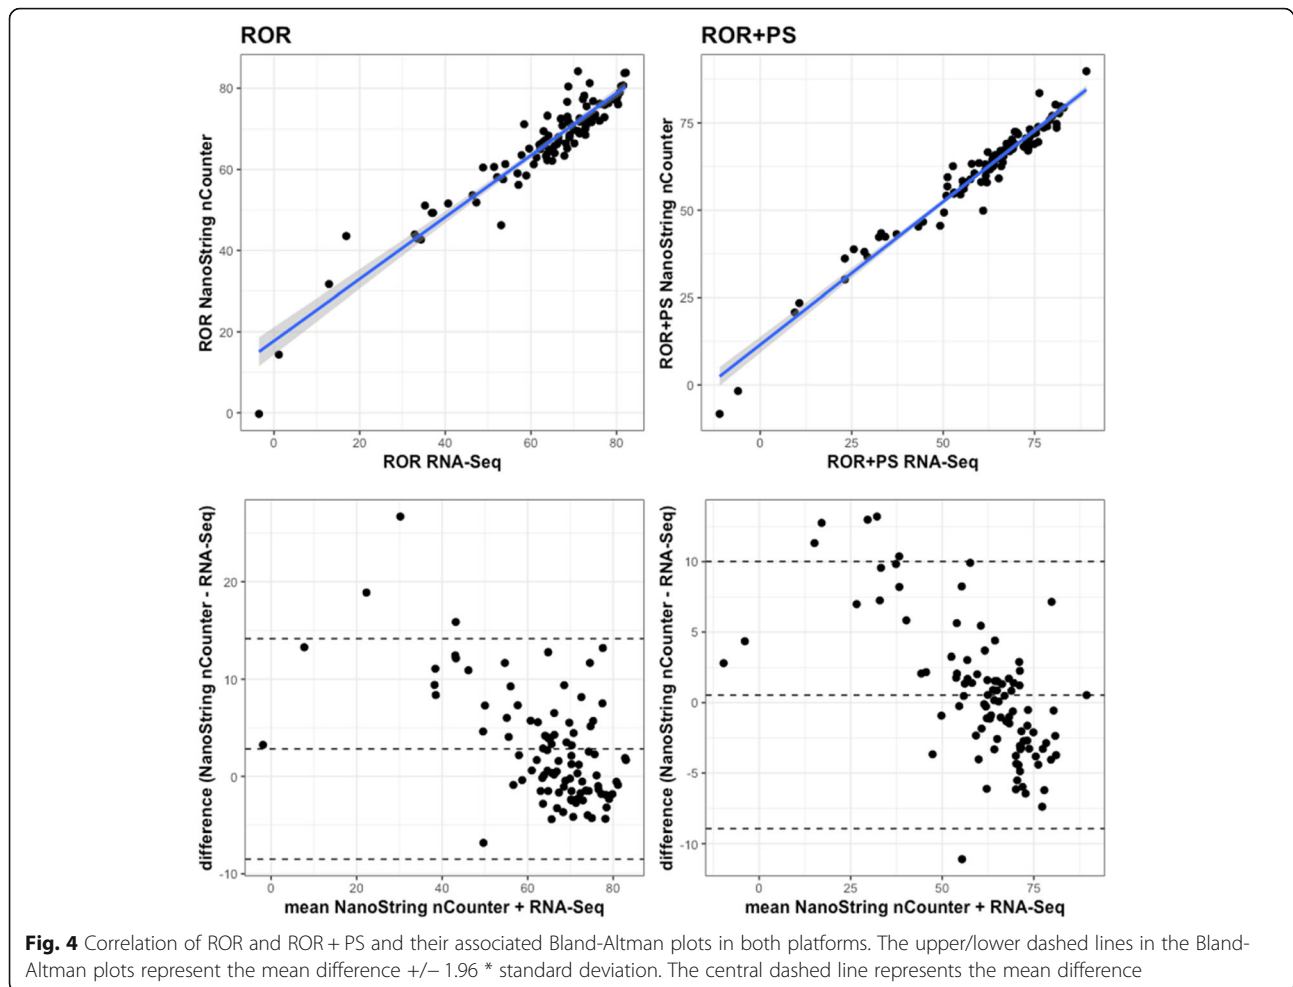 ROR
ROR NanoString nCounter
80
60
40
20
0
0 20 40 60 80
ROR RNA-Seq
ROR+PS
ROR+PS NanoString nCounter
75
50
25
0
0 25 50 75
ROR+PS RNA-Seq
difference (NanoString nCounter - RNA-Seq)
20
10
0
-10
0 20 40 60 80
mean NanoString nCounter + RNA-Seq
difference (NanoString nCounter - RNA-Seq)
10
5
0
-5
-10
0 25 50 75
mean NanoString nCounter + RNA-Seq
Fig. 4 Correlation of ROR and ROR + PS and their associated Bland-Altman plots in both platforms. The upper/lower dashed lines in the Bland-
Altman plots represent the mean difference +/− 1.96 * standard deviation. The central dashed line represents the mean difference